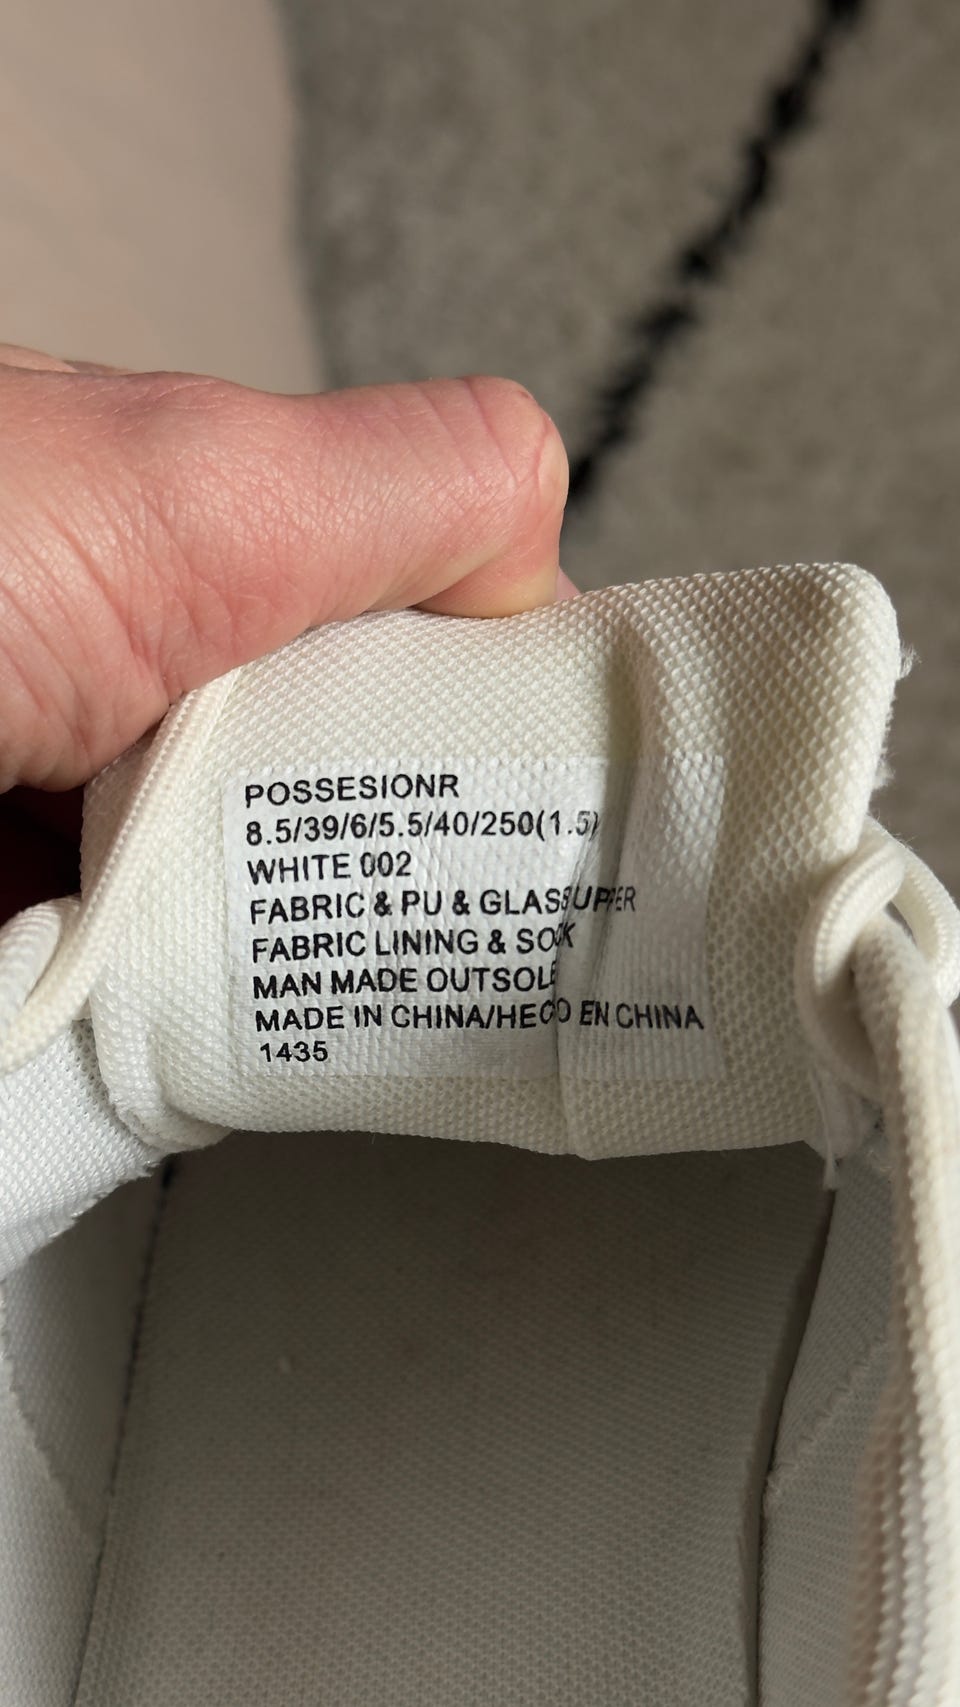 POSSESIONR
8.5/39/6/5.5/40/250(1.5)
WHITE 002
FABRIC & PU & GLASS UPPER
FABRIC LINING & SOCK
MAN MADE OUTSOLE
MADE IN CHINA/HECO EN CHINA
1435